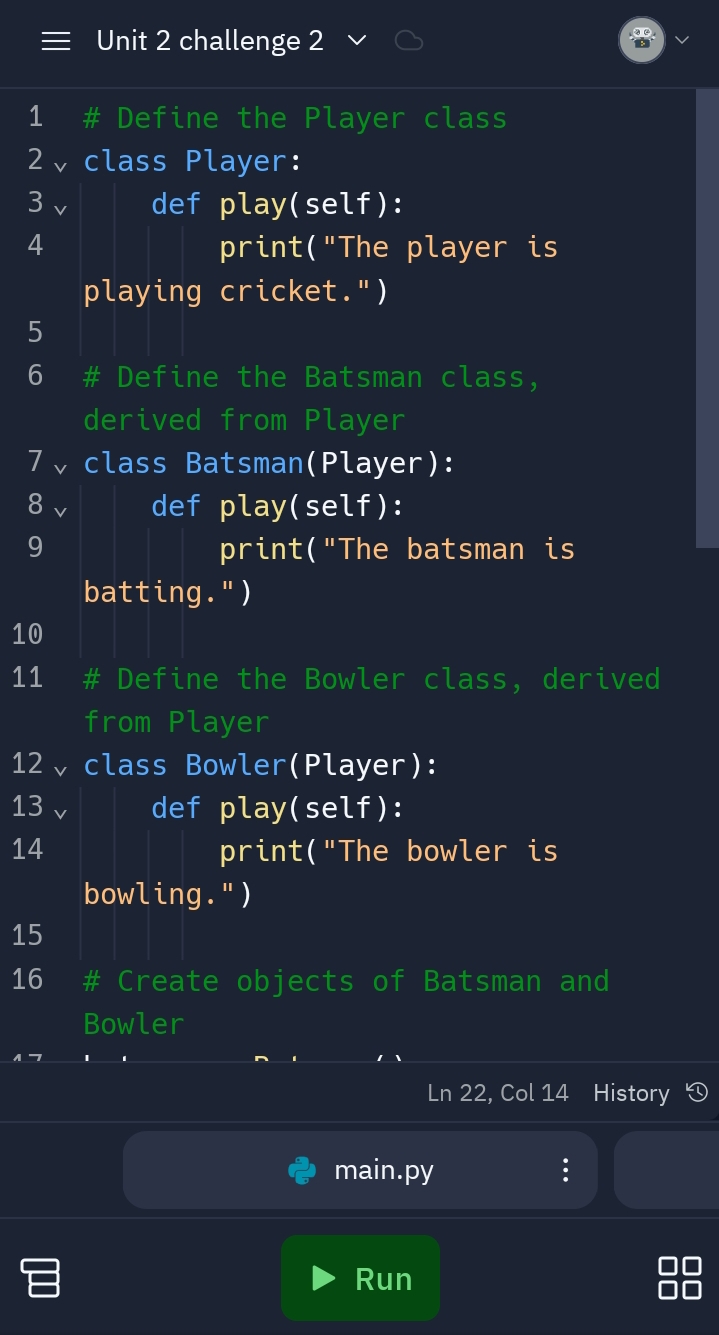 Unit 2 challenge 2
1 # Define the Player class
2 class Player:
3 def play(self):
4 print("The player is
playing cricket.")
5
6 # Define the Batsman class,
derived from Player
7 class Batsman(Player):
8 def play(self):
9 print("The batsman is
batting.")
10
11 # Define the Bowler class, derived
from Player
12 class Bowler(Player):
13 def play(self):
14 print("The bowler is
bowling.")
15
16 # Create objects of Batsman and
Bowler
17
Ln 22, Col 14 History
main.py
Run